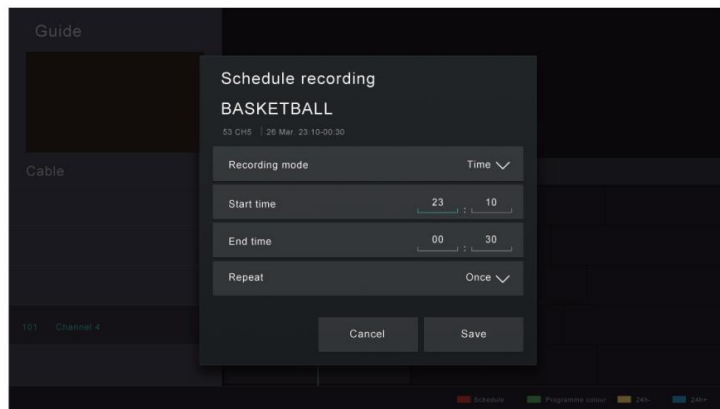 Guide
Schedule recording
BASKETBALL
53 CH5 | 26 Mar. 23:10-00:30
Cable
Recording mode Time
Start time 23 : 10
End time 00 : 30
Repeat Once
101 Channel 4
Cancel Save
Schedule Programme colour 24h- 24h+